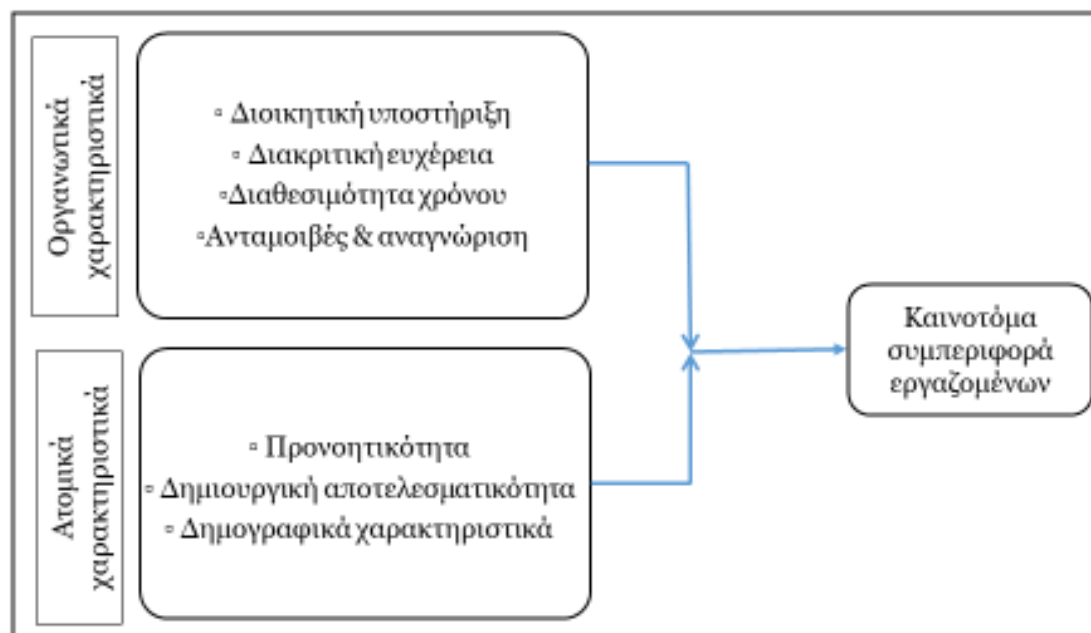 Οργανωτικά
χαρακτηριστικά
▫ Διοικητική υποστήριξη
▫ Διακριτική ευχέρεια
▫Διαθεσιμότητα χρόνου
▫Ανταμοιβές & αναγνώριση
Ατομικά
χαρακτηριστικά
▫ Προνοητικότητα
▫ Δημιουργική αποτελεσματικότητα
▫ Δημογραφικά χαρακτηριστικά
Καινοτόμα
συμπεριφορά
εργαζομένων